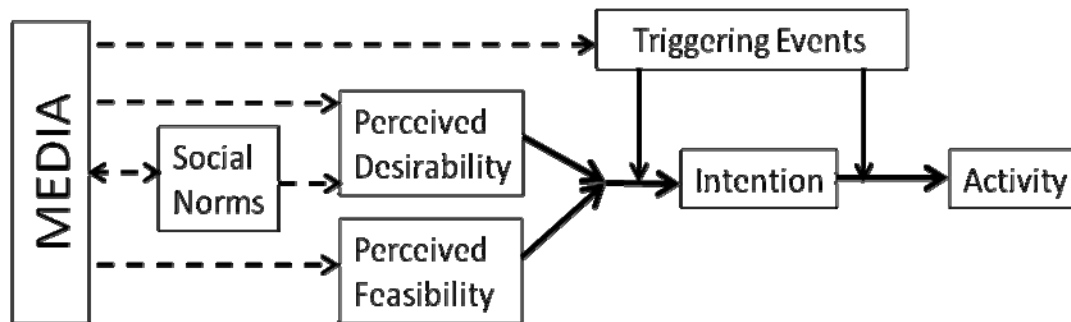 MEDIA
Triggering Events
Social
Norms
Perceived
Desirability
Perceived
Feasibility
Intention
Activity